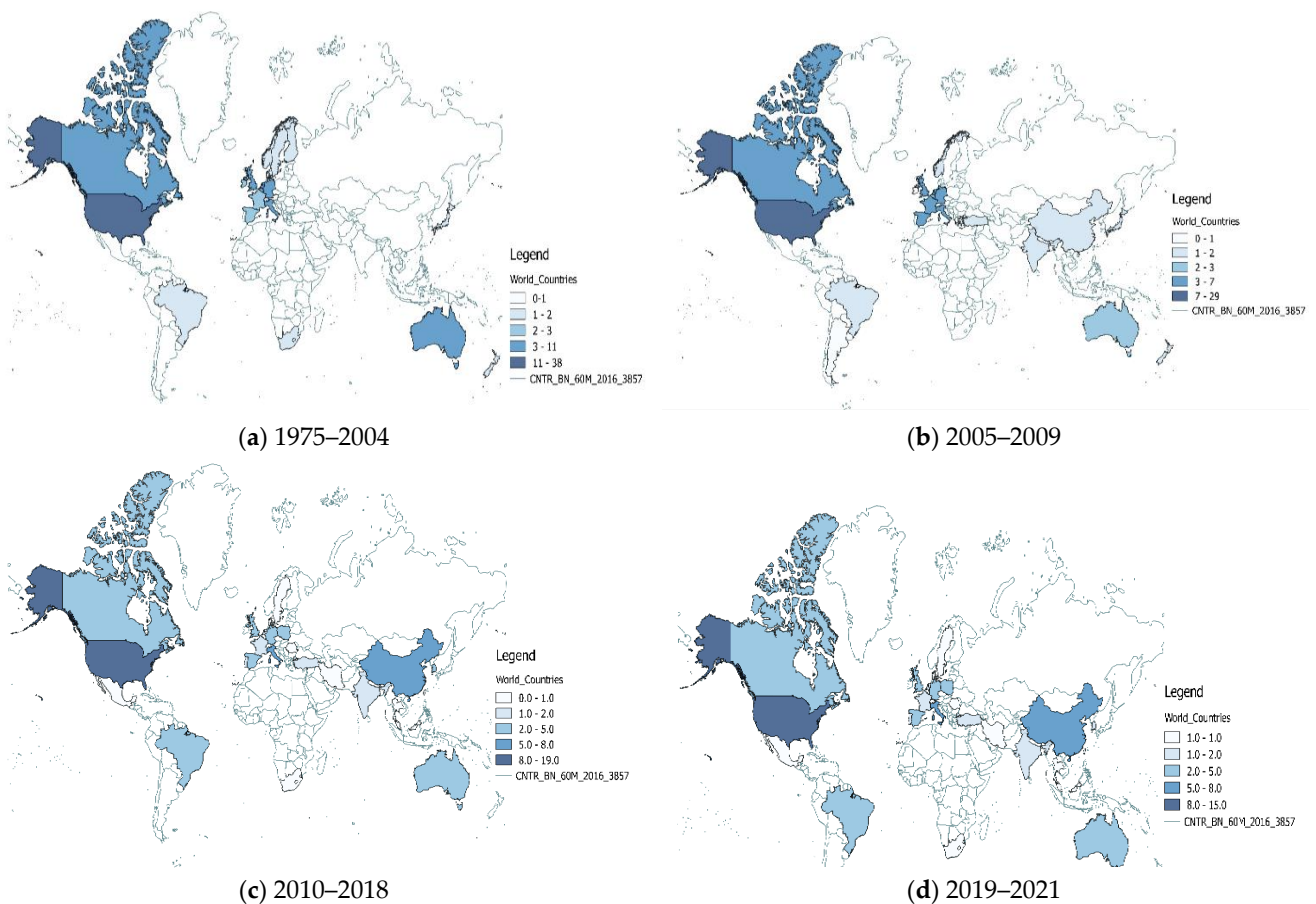 Legend
World_Countries
0-1
1 - 2
2 - 3
3 - 11
11 - 38
CNTR_BN_60M_2016_3857
(a) 1975–2004
Legend
World_Countries
0 - 1
1 - 2
2 - 3
3 - 7
7 - 29
CNTR_BN_60M_2016_3857
(b) 2005–2009
Legend
World_Countries
0.0 - 1.0
1.0 - 2.0
2.0 - 5.0
5.0 - 8.0
8.0 - 19.0
CNTR_BN_60M_2016_3857
(c) 2010–2018
Legend
World_Countries
1.0 - 1.0
1.0 - 2.0
2.0 - 5.0
5.0 - 8.0
8.0 - 15.0
CNTR_BN_60M_2016_3857
(d) 2019–2021